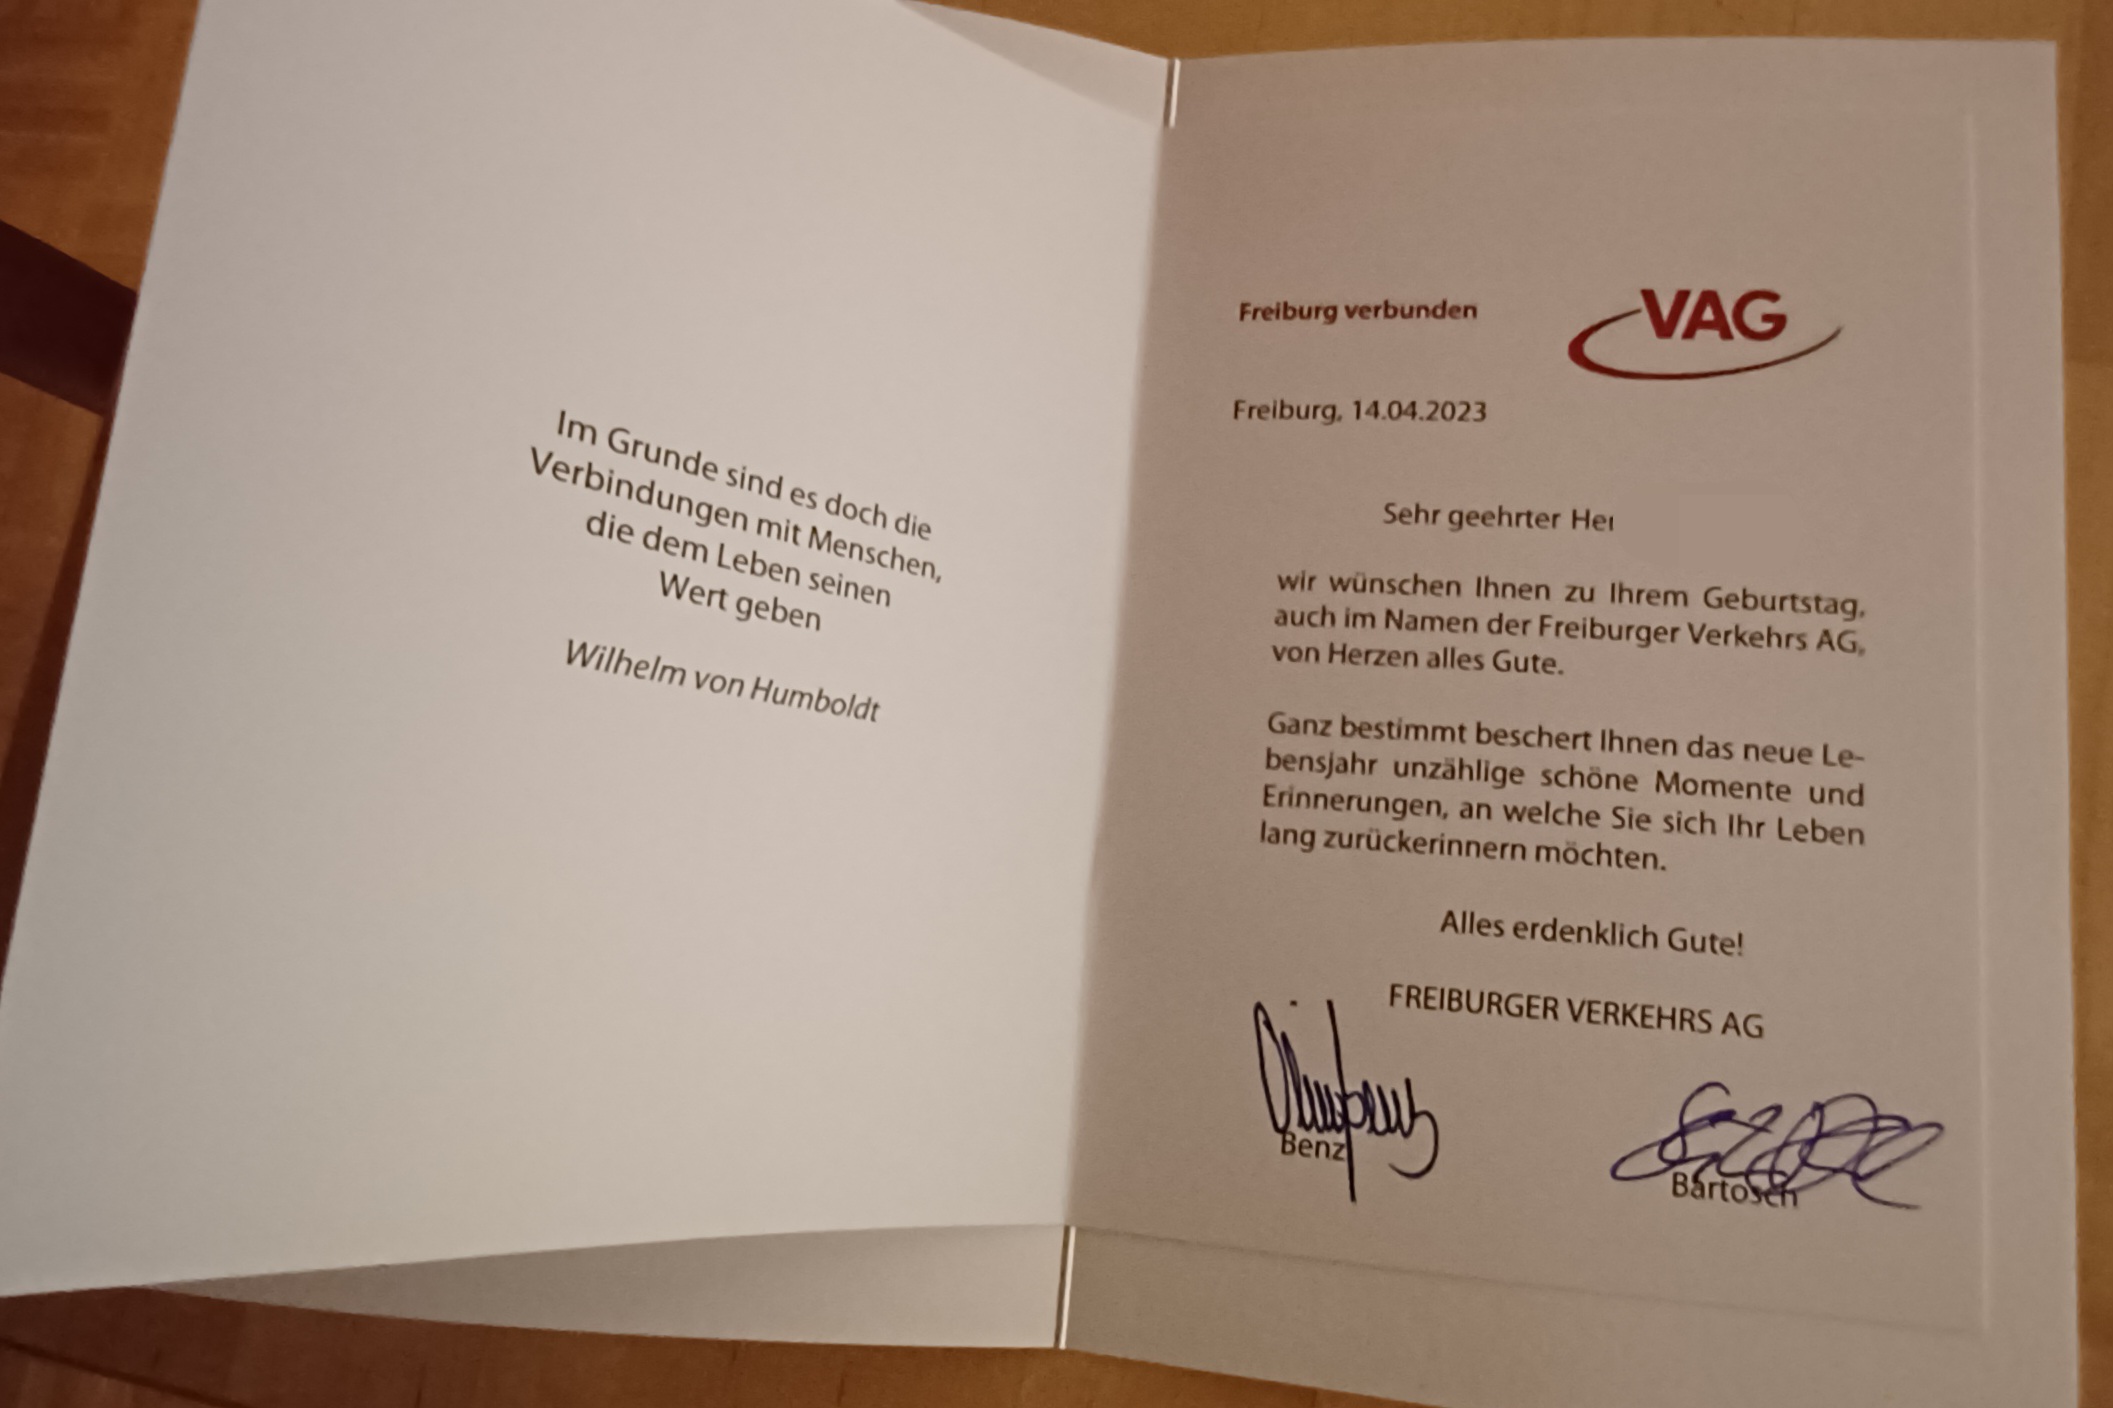 Im Grunde sind es doch die
Verbindungen mit Menschen,
die dem Leben seinen
Wert geben
Wilhelm von Humboldt
Freiburg verbunden
VAG
Freiburg, 14.04.2023
Sehr geehrter
wir wünschen Ihnen zu Ihrem Geburtstag,
auch im Namen der Freiburger Verkehrs AG,
von Herzen alles Gute.
Ganz bestimmt beschert Ihnen das neue Le-
bensjahr unzählige schöne Momente und
Erinnerungen, an welche Sie sich Ihr Leben
lang zurückerinnern möchten.
Alles erdenklich Gute!
FREIBURGER VERKEHRS AG
Benz
Bartosch